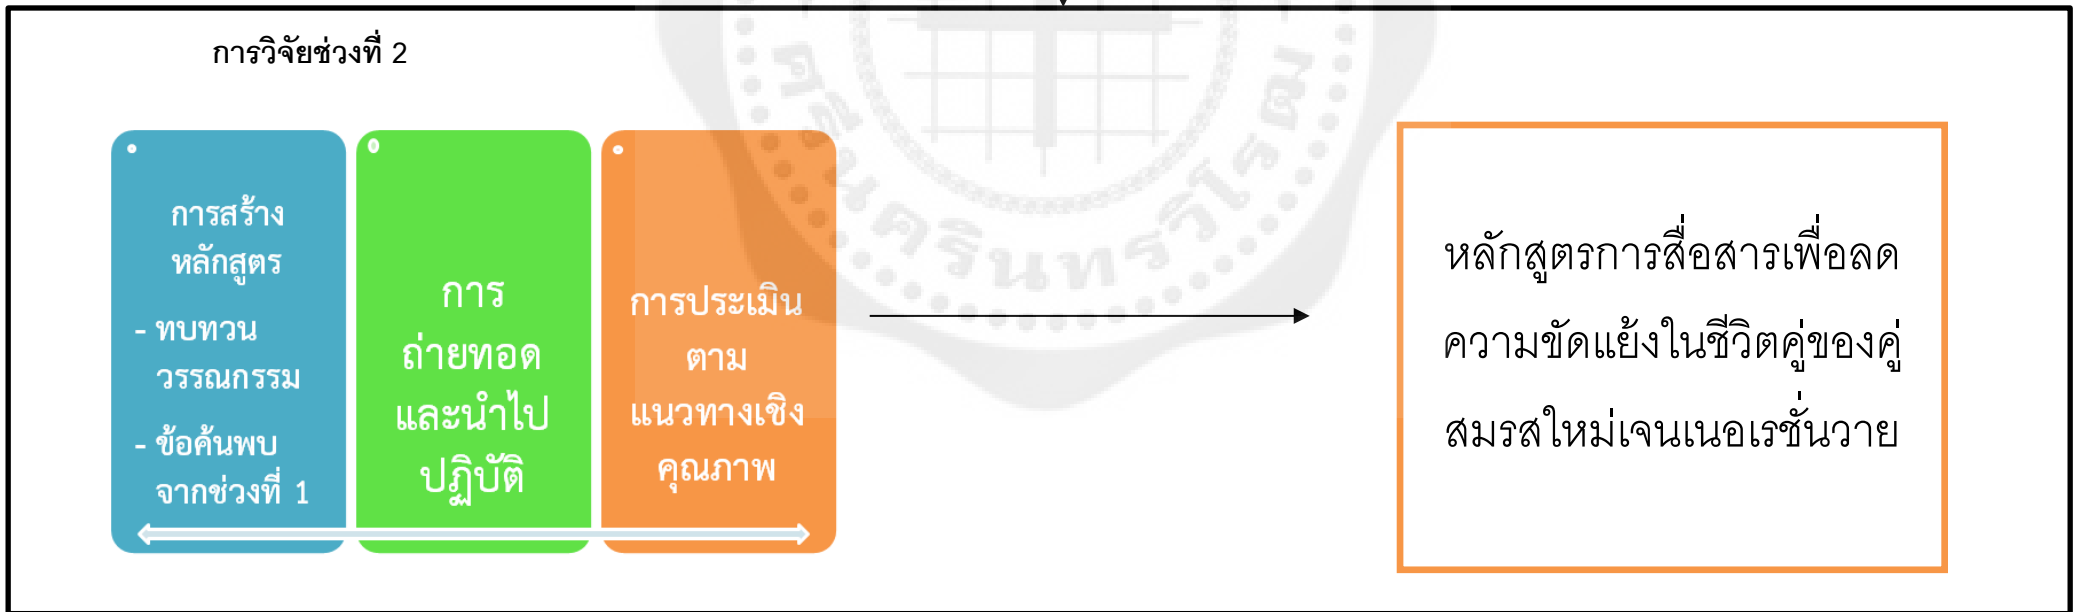 การวิจัยช่วงที่ 2
การสร้าง
หลักสูตร
- ทบทวน
วรรณกรรม
- ข้อค้นพบ
จากช่วงที่ 1
การ
ถ่ายทอด
และนำไป
ปฏิบัติ
การประเมิน
ตาม
แนวทางเชิง
คุณภาพ
หลักสูตรการสื่อสารเพื่อลด
ความขัดแย้งในชีวิตคู่ของคู่
สมรสใหม่เจนเนอเรชั่นวาย